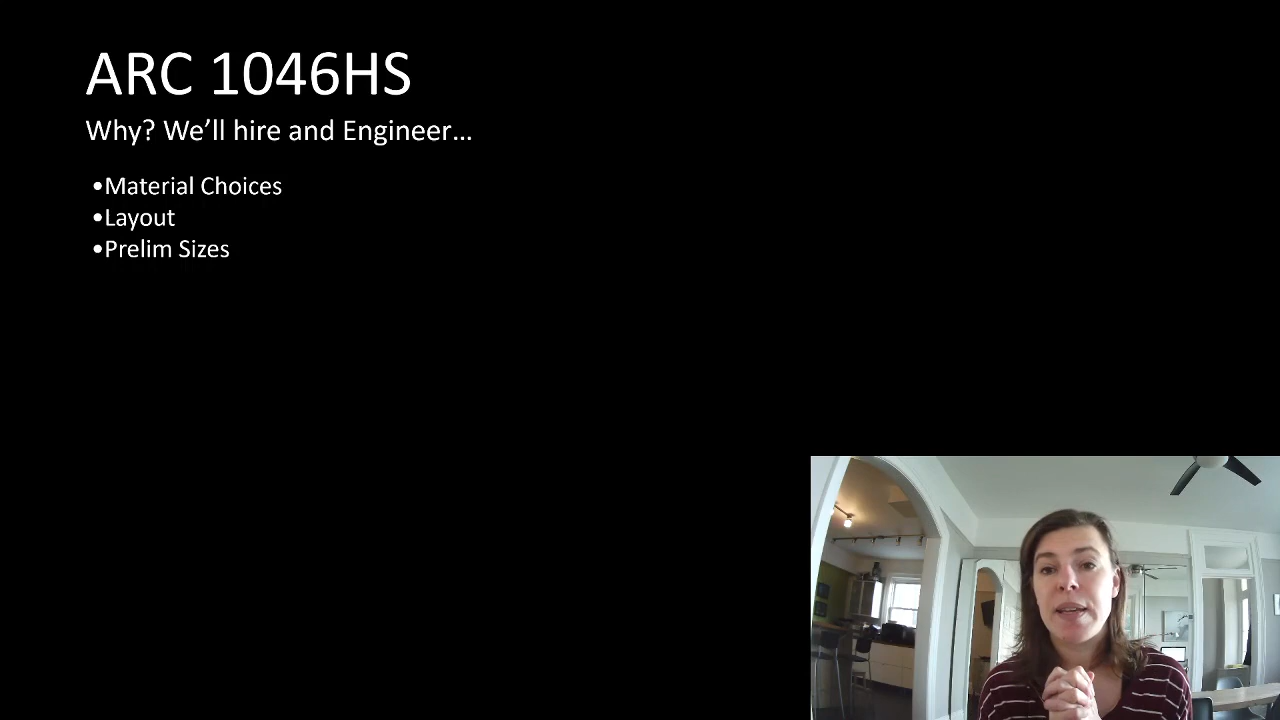 ARC 1046HS
Why? We’ll hire and Engineer…
•Material Choices
•Layout
•Prelim Sizes